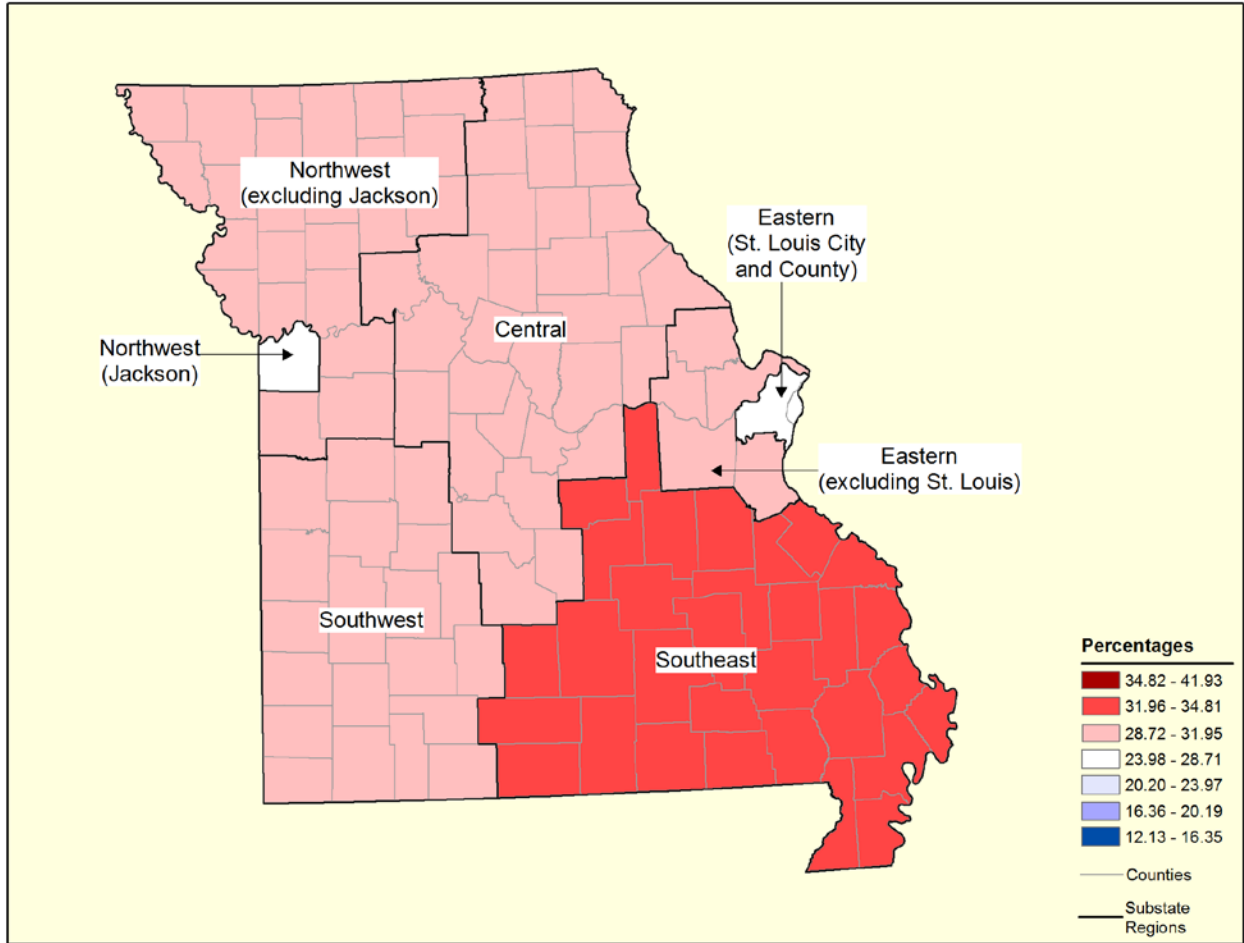 Northwest
(excluding Jackson)
Eastern
(St. Louis City
and County)
Central
Northwest
(Jackson)
Eastern
(excluding St. Louis)
Southwest
Southeast
Percentages
34.82 - 41.93
31.96 - 34.81
28.72 - 31.95
23.98 - 28.71
20.20 - 23.97
16.36 - 20.19
12.13 - 16.35
Counties
Substate
Regions